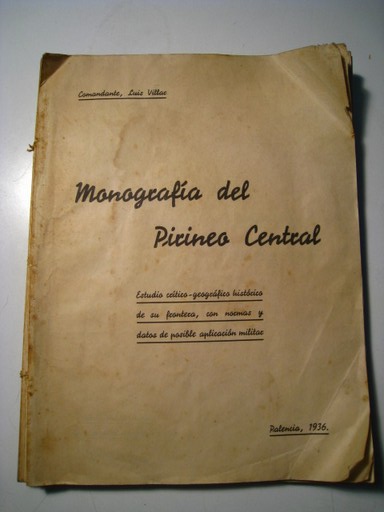 Comandante, Luis Villar
Monografía del
Pirineo Central
Estudio crítico-geográfico histórico
de su frontera, con normas y
datos de posible aplicación militar
Palencia, 1936.